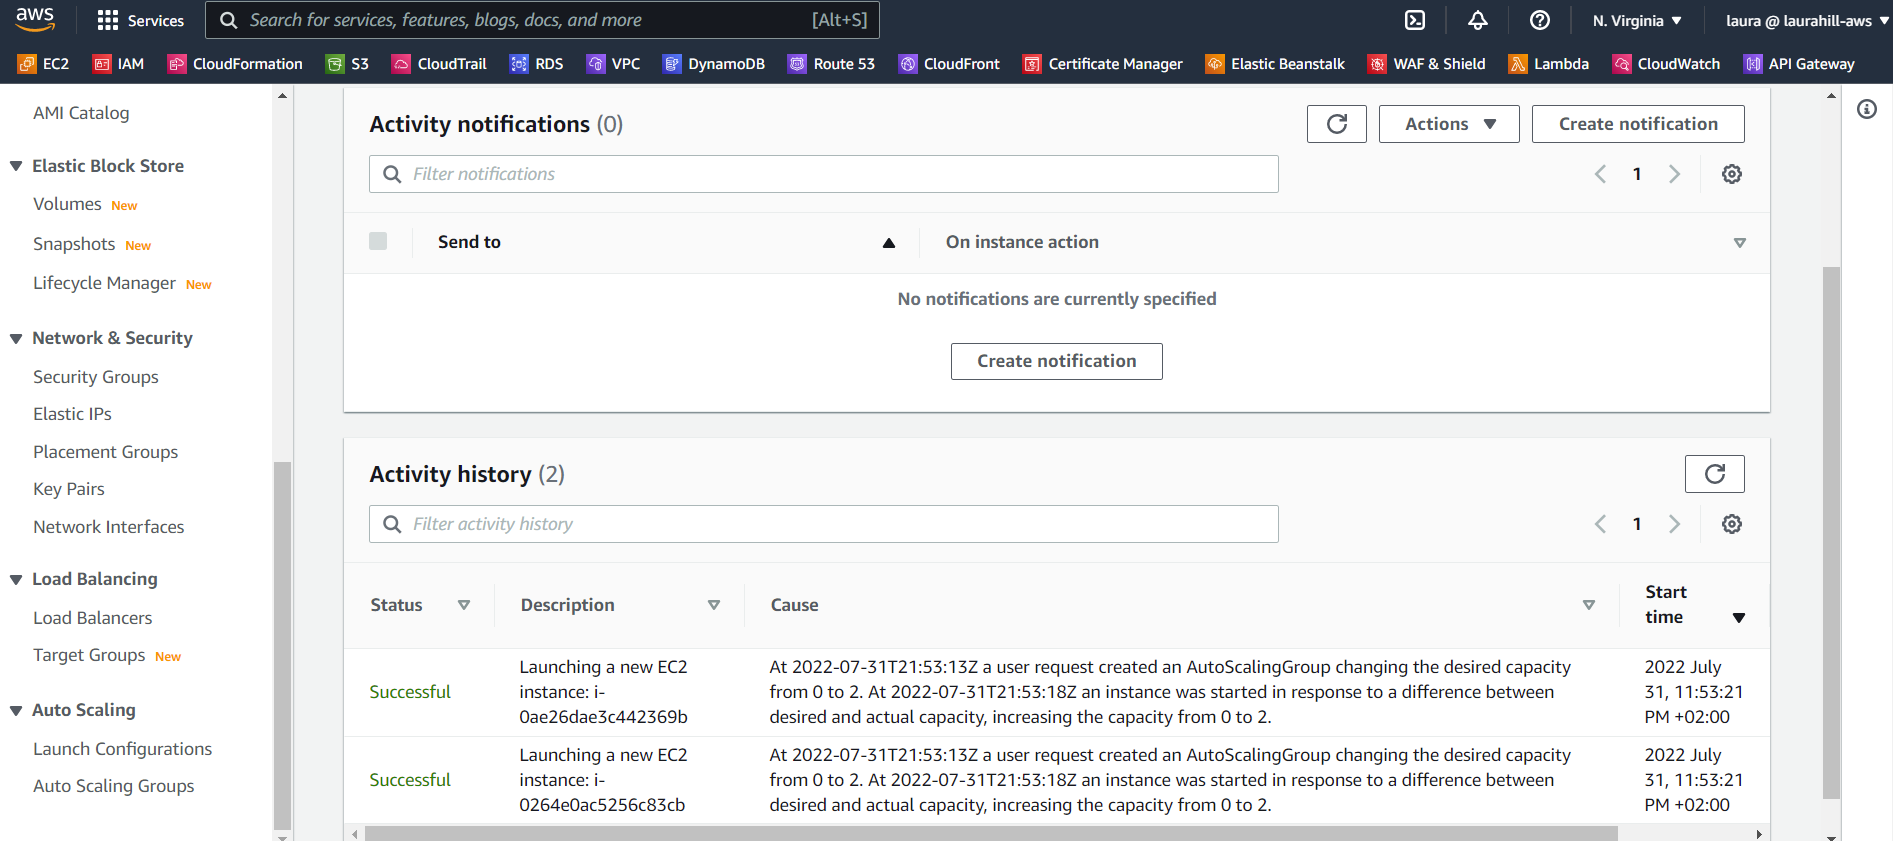 aws Services Search for services, features, blogs, docs, and more [Alt+S] N. Virginia laura @ laurahill-aws
EC2 IAM CloudFormation S3 CloudTrail RDS VPC DynamoDB Route 53 CloudFront Certificate Manager Elastic Beanstalk WAF & Shield Lambda CloudWatch API Gateway
AMI Catalog
Elastic Block Store
Volumes New
Snapshots New
Lifecycle Manager New
Network & Security
Security Groups
Elastic IPs
Placement Groups
Key Pairs
Network Interfaces
Load Balancing
Load Balancers
Target Groups New
Auto Scaling
Launch Configurations
Auto Scaling Groups
Activity notifications (0)
Actions
Create notification
Filter notifications
1
Send to On instance action
No notifications are currently specified
Create notification
Activity history (2)
Filter activity history
1
Status Description Cause Start
time
Successful
Launching a new EC2
instance: i-
0ae26dae3c442369b
At 2022-07-31T21:53:13Z a user request created an AutoScalingGroup changing the desired capacity
from 0 to 2. At 2022-07-31T21:53:18Z an instance was started in response to a difference between
desired and actual capacity, increasing the capacity from 0 to 2.
2022 July
31, 11:53:21
PM +02:00
Successful
Launching a new EC2
instance: i-
0264e0ac5256c83cb
At 2022-07-31T21:53:13Z a user request created an AutoScalingGroup changing the desired capacity
from 0 to 2. At 2022-07-31T21:53:18Z an instance was started in response to a difference between
desired and actual capacity, increasing the capacity from 0 to 2.
2022 July
31, 11:53:21
PM +02:00